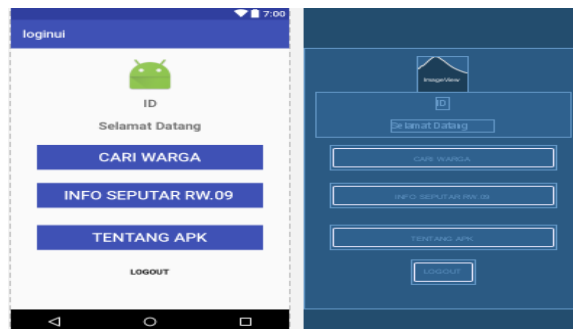 7:00
loginui
ID
Selamat Datang
CARI WARGA
INFO SEPUTAR RW.09
TENTANG APK
LOGOUT
ImageView
ID
Selamat Datang
CARI WARGA
INFO SEPUTAR RW.09
TENTANG APK
LOGOUT